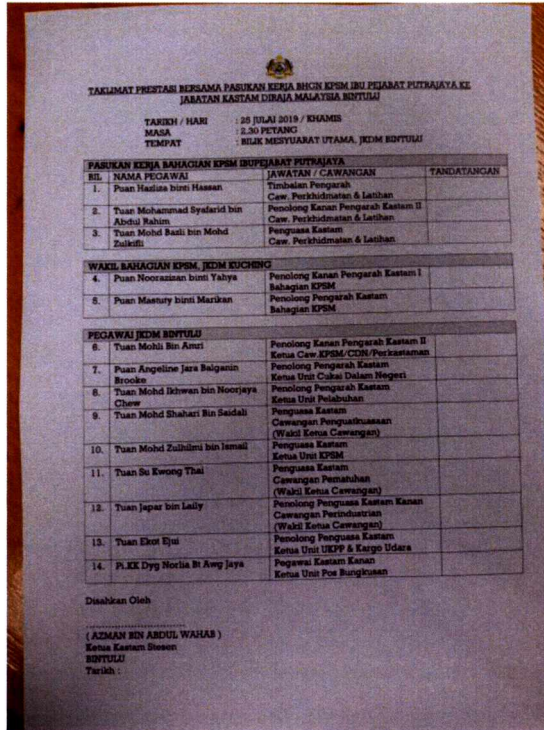 TAKLIMAT PRESTASI BERSAMA PASUKAN KERJA BHGN KPSM IBU PEJABAT PUTRAJAYA KE
JABATAN KASTAM DIRAJA MALAYSIA BINTULU
TARIKH / HARI : 25 JULAI 2019 / KHAMIS
MASA : 2.30 PETANG
TEMPAT : BILIK MESYUARAT UTAMA, JKDM BINTULU
PASUKAN KERJA BAHAGIAN KPSM IBUPEJABAT PUTRAJAYA
BIL NAMA PEGAWAI JAWATAN / CAWANGAN TANDATANGAN
1. Puan Hazliza binti Hassan Timbalan Pengarah
Caw. Perkhidmatan & Latihan
2. Tuan Mohammad Syafarid bin Penolong Kanan Pengarah Kastam II
Abdul Rahim Caw. Perkhidmatan & Latihan
3. Tuan Mohd Bazli bin Mohd Penguasa Kastam
Zulkifli Caw. Perkhidmatan & Latihan
WAKIL BAHAGIAN KPSM, JKDM KUCHING
4. Puan Noorazizan binti Yahya Penolong Kanan Pengarah Kastam I
Bahagian KPSM
5. Puan Mastury binti Marikan Penolong Pengarah Kastam
Bahagian KPSM
PEGAWAI JKDM BINTULU
6. Tuan Mohli Bin Amri Penolong Kanan Pengarah Kastam II
Ketua Caw.KPSM/CDN/Perkastaman
7. Puan Angeline Jara Balganin Penolong Pengarah Kastam
Brooke Ketua Unit Cukai Dalam Negeri
8. Tuan Mohd Ikhwan bin Noorjaya Penolong Pengarah Kastam
Chew Ketua Unit Pelabuhan
9. Tuan Mohd Shahari Bin Saidali Penguasa Kastam
Cawangan Penguatkuasaan
(Wakil Ketua Cawangan)
10. Tuan Mohd Zulhilmi bin Ismail Penguasa Kastam
Ketua Unit KPSM
11. Tuan Su Kwong Thai Penguasa Kastam
Cawangan Pematuhan
(Wakil Ketua Cawangan)
12. Tuan Japar bin Laily Penolong Penguasa Kastam Kanan
Cawangan Perindustrian
(Wakil Ketua Cawangan)
13. Tuan Ekot Ejui Penolong Penguasa Kastam
Ketua Unit UKPP & Kargo Udara
14. Pn.KK Dyg Norlia Bt Awg Jaya Pegawai Kastam Kanan
Ketua Unit Pos Bungkusan
Disahkan Oleh
( AZMAN BIN ABDUL WAHAB )
Ketua Kastam Stesen
BINTULU
Tarikh :